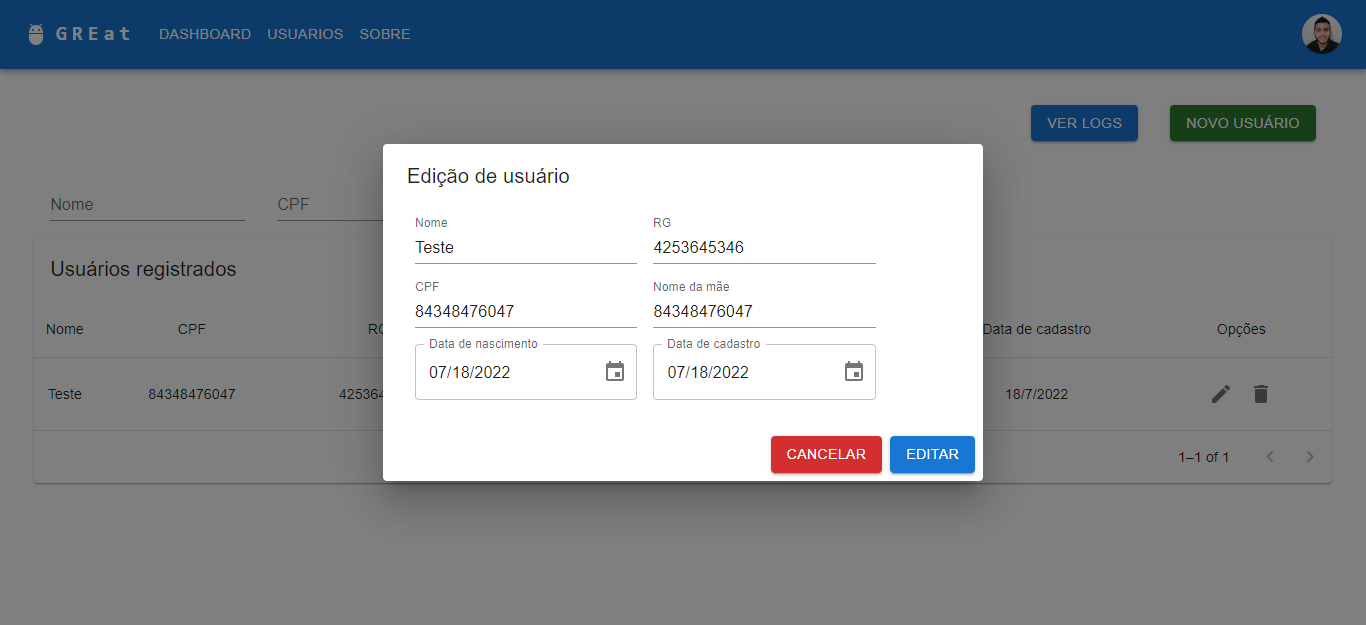 GREat DASHBOARD USUARIOS SOBRE
VER LOGS NOVO USUÁRIO
Nome CPF
Usuários registrados
Nome CPF RG Data de cadastro Opções
Teste 84348476047 42536 18/7/2022
1–1 of 1
Edição de usuário
Nome RG
Teste 4253645346
CPF Nome da mãe
84348476047 84348476047
Data de nascimento Data de cadastro
07/18/2022 07/18/2022
CANCELAR EDITAR